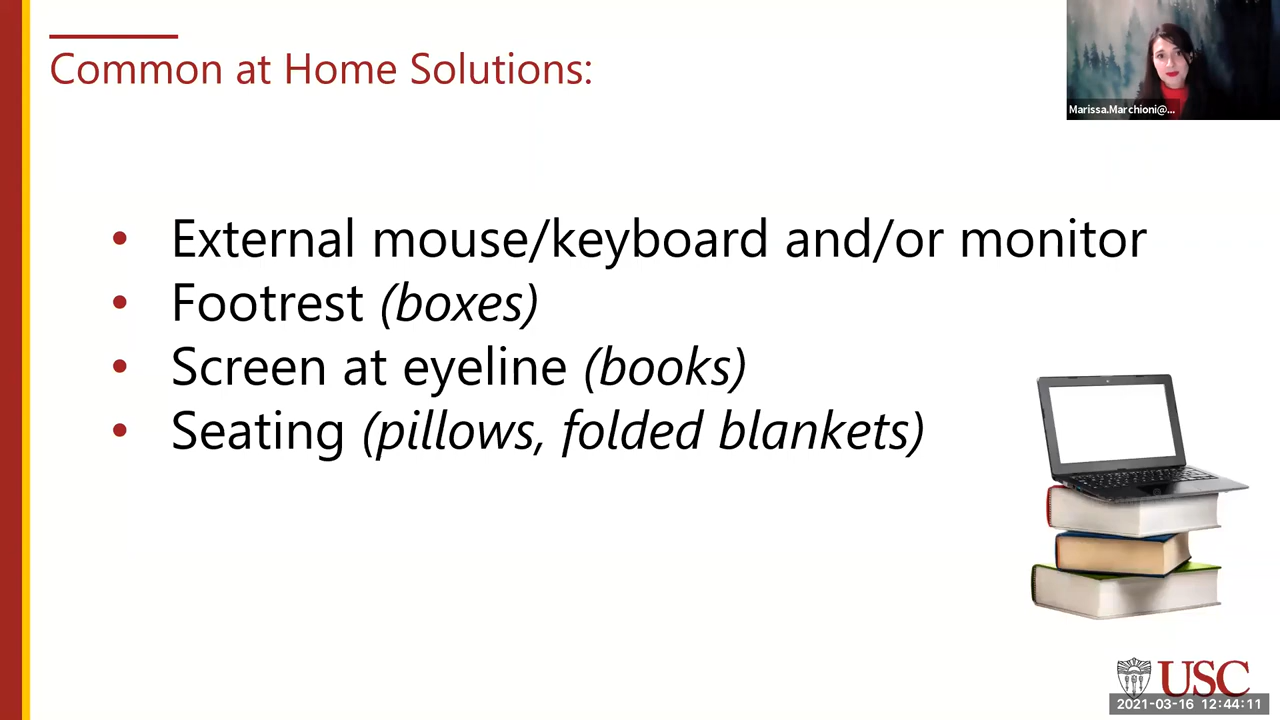 Common at Home Solutions:
Marissa.Marchioni@...
• External mouse/keyboard and/or monitor
• Footrest (boxes)
• Screen at eyeline (books)
• Seating (pillows, folded blankets)
USC
2021-03-16 12:44:11